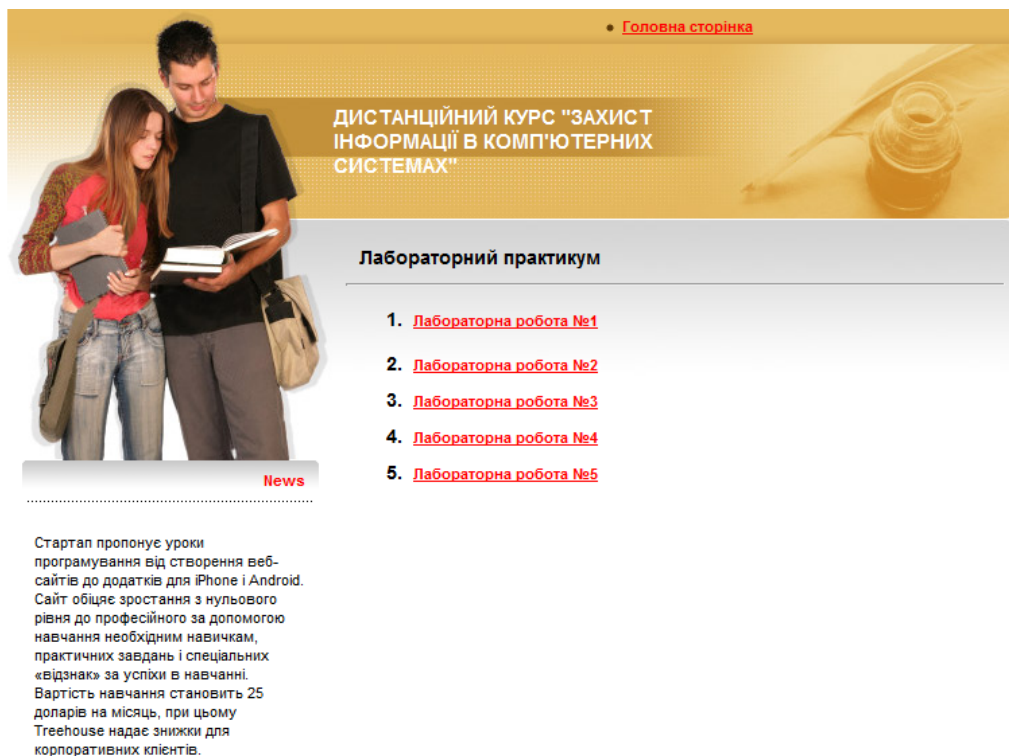 Головна сторінка
ДИСТАНЦІЙНИЙ КУРС "ЗАХИСТ
ІНФОРМАЦІЇ В КОМП'ЮТЕРНИХ
СИСТЕМАХ"
Лабораторний практикум
1. Лабораторна робота №1
2. Лабораторна робота №2
3. Лабораторна робота №3
4. Лабораторна робота №4
5. Лабораторна робота №5
News
Стартап пропонує уроки
програмування від створення веб-
сайтів до додатків для iPhone і Android.
Сайт обіцяє зростання з нульового
рівня до професійного за допомогою
навчання необхідним навичкам,
практичних завдань і спеціальних
«відзнак» за успіхи в навчанні.
Вартість навчання становить 25
доларів на місяць, при цьому
Treehouse надає знижки для
корпоративних клієнтів.